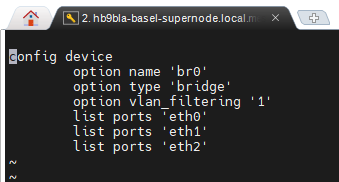 2. hb9bla-basel-supernode.local.m
config device
option name 'br0'
option type 'bridge'
option vlan_filtering '1'
list ports 'eth0'
list ports 'eth1'
list ports 'eth2'
~
~